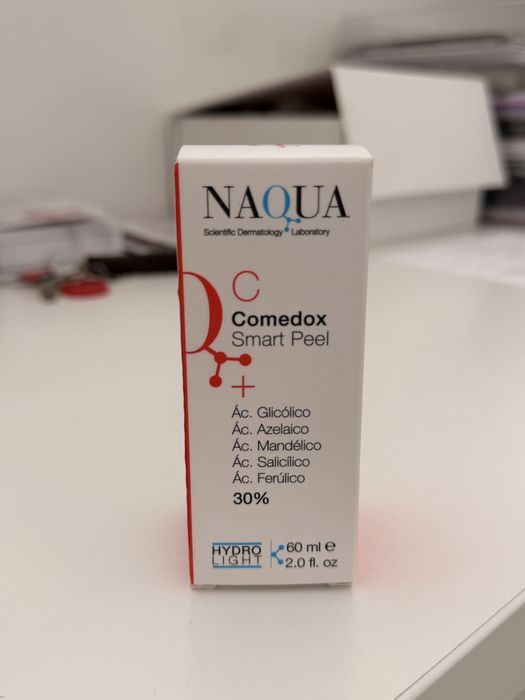 NAQUA
Scientific Dermatology Laboratory
C
Comedox
Smart Peel
+
Ác. Glicólico
Ác. Azelaico
Ác. Mandélico
Ác. Salicílico
Ác. Ferúlico
30%
HYDRO
LIGHT
60 ml e
2.0 fl. oz